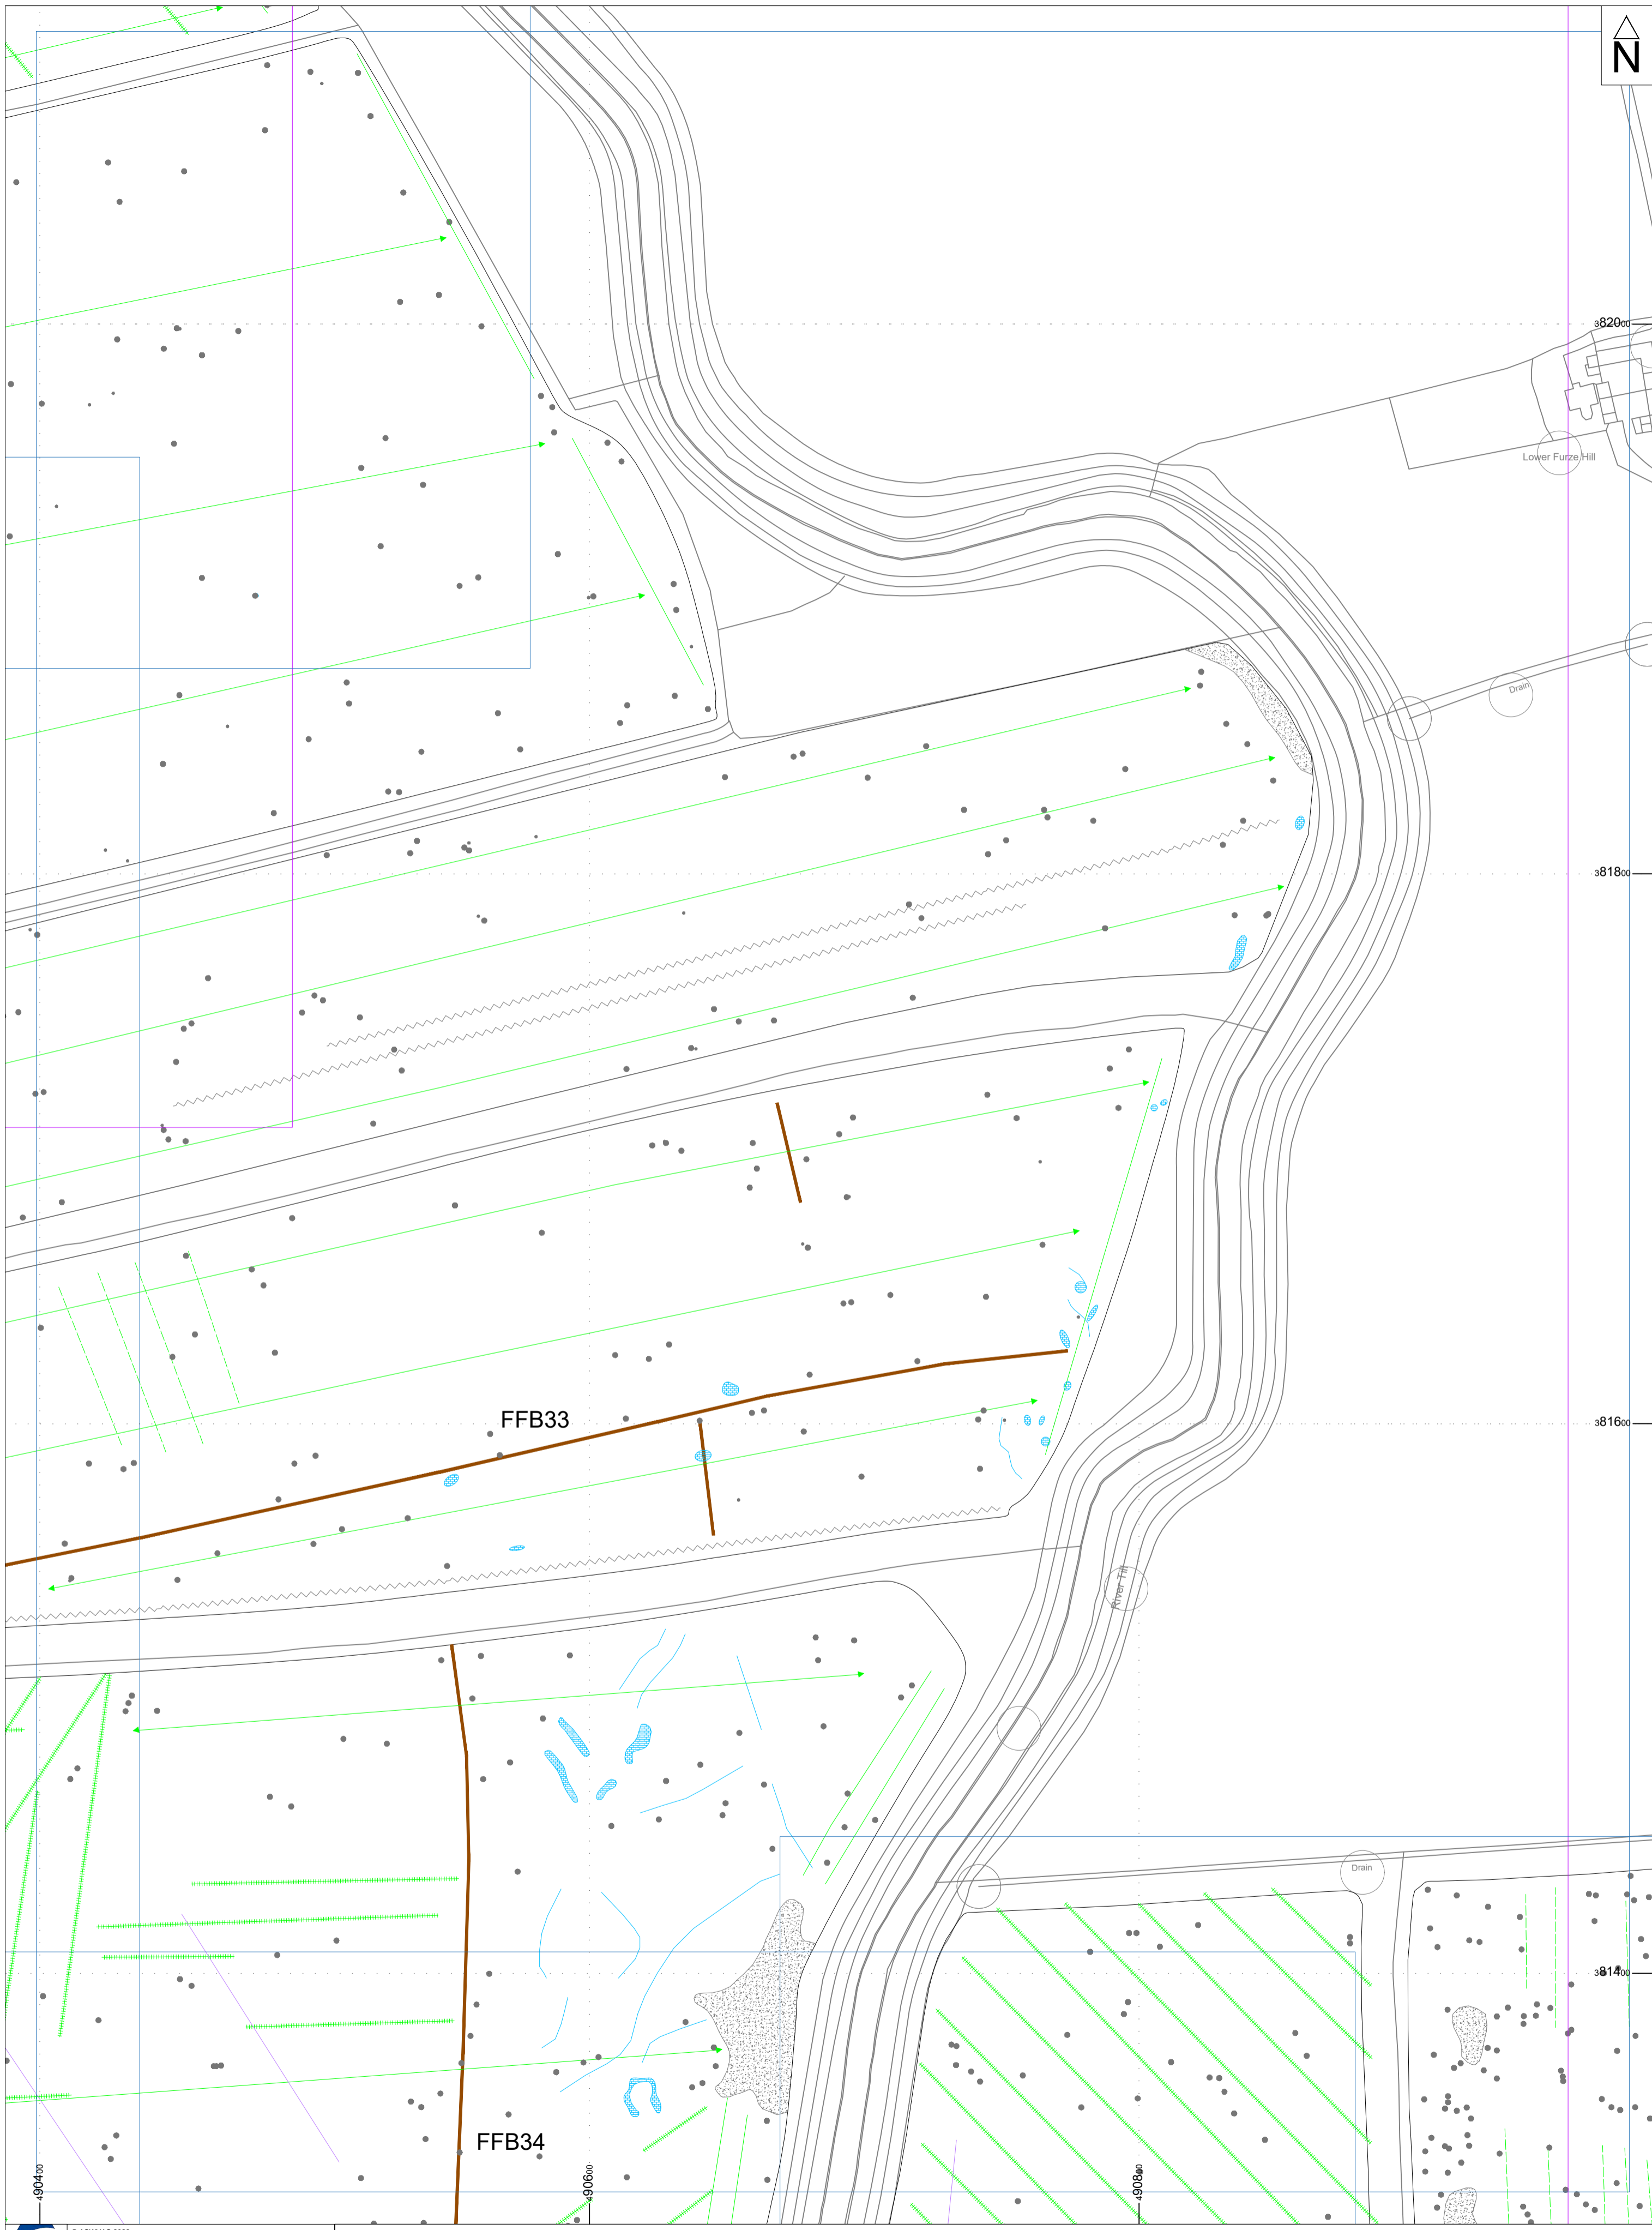 N
382000
Lower Furze Hill
Drain
381800
FFB33
381600
River Till
Drain
381400
FFB34
490400
490600
490800